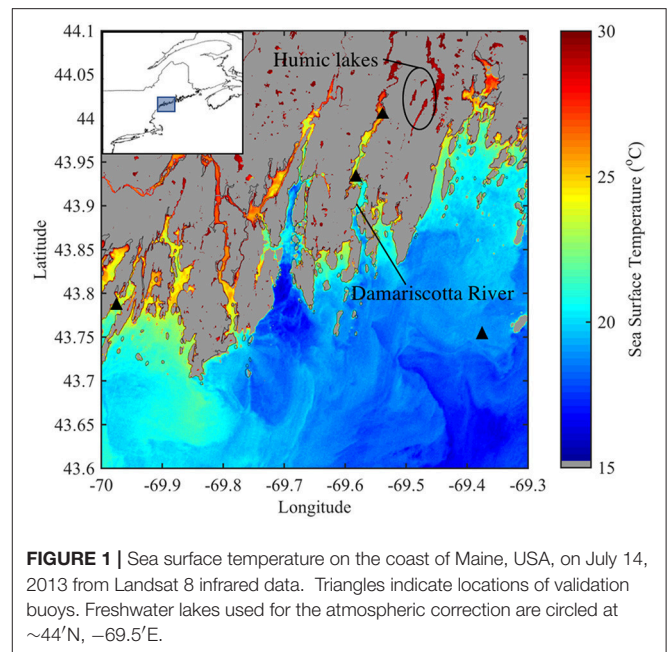 44.1
44.05
44
43.95
43.9
43.85
43.8
43.75
43.7
43.65
43.6
Latitude
Humic lakes
Damariscotta River
-70 -69.9 -69.8 -69.7 -69.6 -69.5 -69.4 -69.3
Longitude
30
25
20
15
Sea Surface Temperature (°C)
FIGURE 1 | Sea surface temperature on the coast of Maine, USA, on July 14,
2013 from Landsat 8 infrared data. Triangles indicate locations of validation
buoys. Freshwater lakes used for the atmospheric correction are circled at
~44′N, −69.5′E.